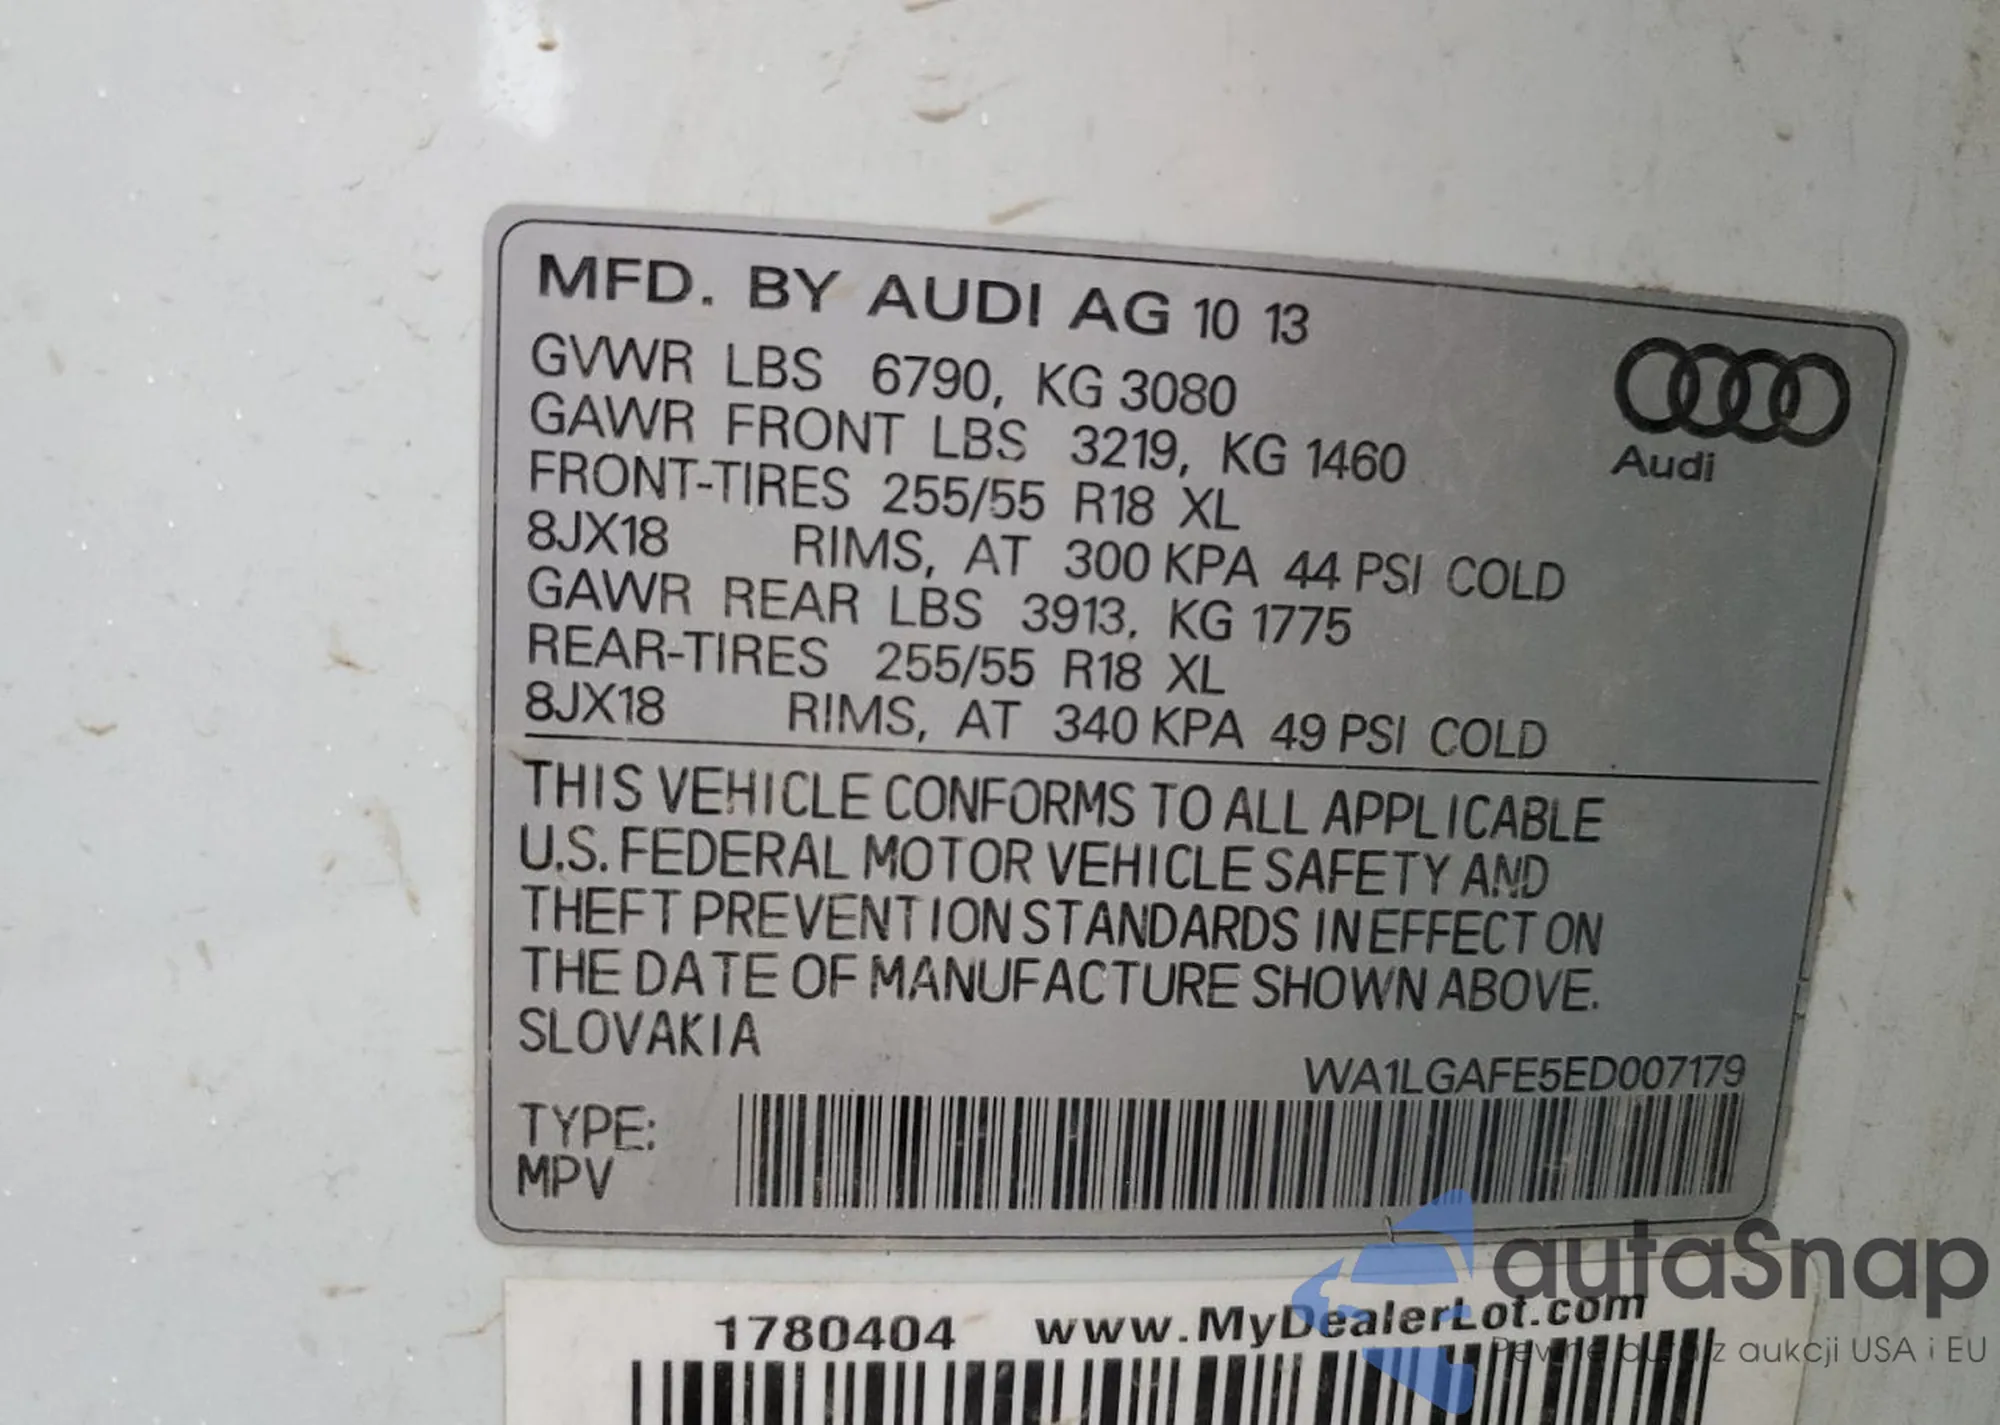 MFD. BY AUDI AG 10 13
GVWR LBS 6790, KG 3080
GAWR FRONT LBS 3219, KG 1460
FRONT-TIRES 255/55 R18 XL
8JX18 RIMS, AT 300 KPA 44 PSI COLD
GAWR REAR LBS 3913, KG 1775
REAR-TIRES 255/55 R18 XL
8JX18 RIMS, AT 340 KPA 49 PSI COLD
Audi
THIS VEHICLE CONFORMS TO ALL APPLICABLE
U.S. FEDERAL MOTOR VEHICLE SAFETY AND
THEFT PREVENTION STANDARDS IN EFFECT ON
THE DATE OF MANUFACTURE SHOWN ABOVE.
SLOVAKIA
WA1LGAFE5ED007179
TYPE:
MPV
autaSnap
Pewne auta z aukcji USA i EU
1780404 www.MyDealerLot.com